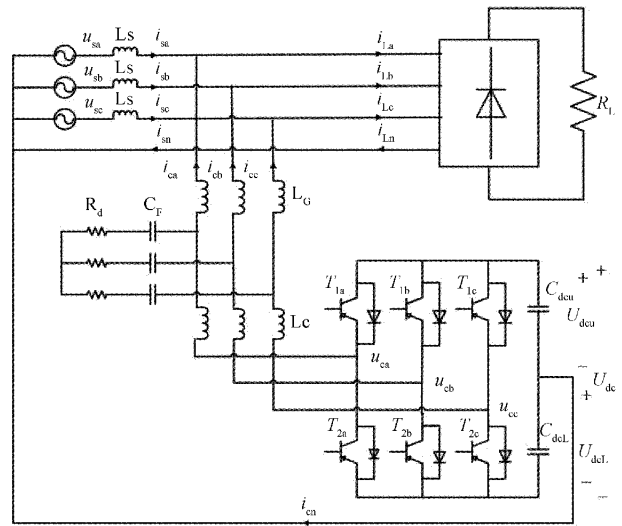 usa Ls isa iLa
usb Ls isb iLb
usc Ls isc iLc
isn iLn
RL
ica icb icc
LG
Rd CF
T1a T1b T1c Cdcu + +
Udcu
Lc
uca
ucb
ucc
− Udc
+
T2a T2b T2c CdcL
UdcL
− −
icn